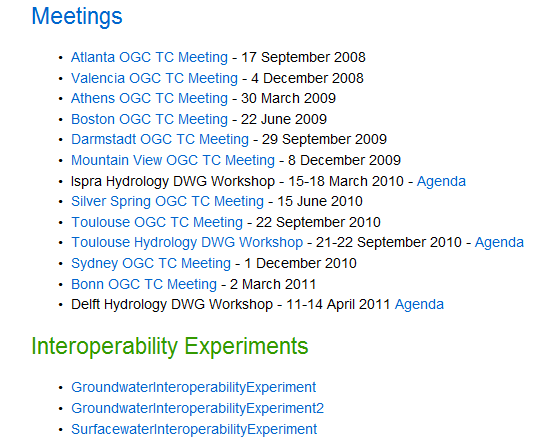 Meetings
• Atlanta OGC TC Meeting - 17 September 2008
• Valencia OGC TC Meeting - 4 December 2008
• Athens OGC TC Meeting - 30 March 2009
• Boston OGC TC Meeting - 22 June 2009
• Darmstadt OGC TC Meeting - 29 September 2009
• Mountain View OGC TC Meeting - 8 December 2009
• Ispra Hydrology DWG Workshop - 15-18 March 2010 - Agenda
• Silver Spring OGC TC Meeting - 15 June 2010
• Toulouse OGC TC Meeting - 22 September 2010
• Toulouse Hydrology DWG Workshop - 21-22 September 2010 - Agenda
• Sydney OGC TC Meeting - 1 December 2010
• Bonn OGC TC Meeting - 2 March 2011
• Delft Hydrology DWG Workshop - 11-14 April 2011 Agenda
Interoperability Experiments
• GroundwaterInteroperabilityExperiment
• GroundwaterInteroperabilityExperiment2
• SurfacewaterInteroperabilityExperiment